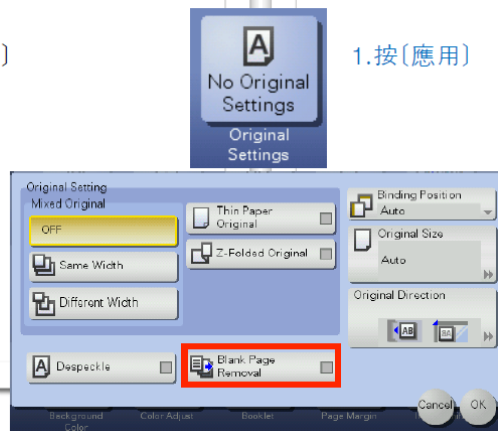 〕
1.按〔應用〕
A
No Original
Settings
Original
Settings
Original Setting
Mixed Original
OFF
Same Width
Different Width
Thin Paper
Original
Z-Folded Original
Binding Position
Auto
Original Size
Auto
Original Direction
AB
A
Despeckle
Blank Page
Removal
Cancel
OK
Background
Color
Color Adjust
Booklet
Page Margin